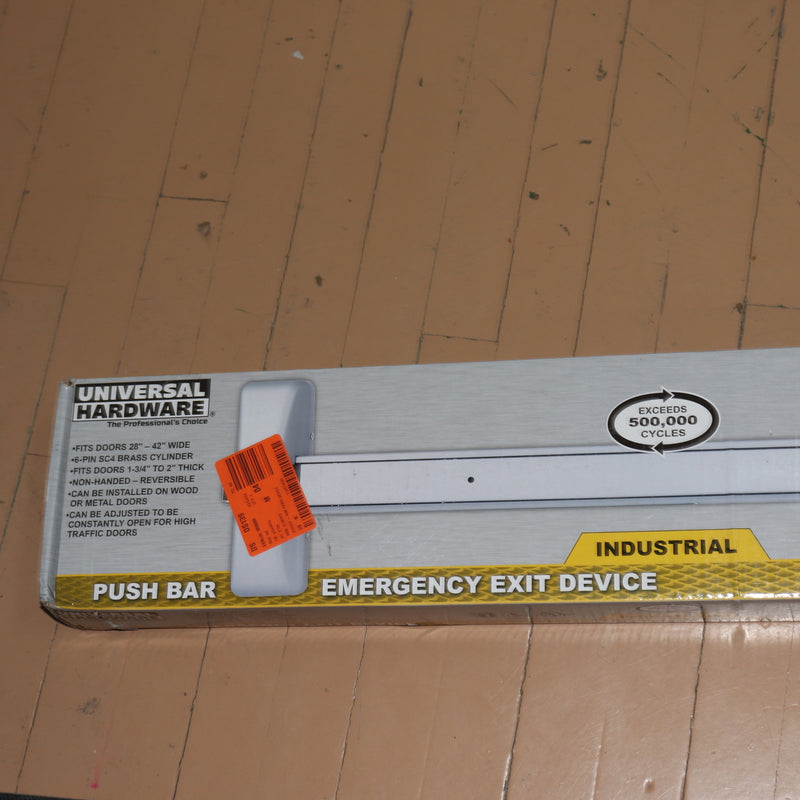 UNIVERSAL
HARDWARE®
The Professional's Choice
•FITS DOORS 28" – 42" WIDE
•6-PIN SC4 BRASS CYLINDER
•FITS DOORS 1-3/4" TO 2" THICK
•NON-HANDED – REVERSIBLE
•CAN BE INSTALLED ON WOOD
OR METAL DOORS
•CAN BE ADJUSTED TO BE
CONSTANTLY OPEN FOR HIGH
TRAFFIC DOORS
EXCEEDS
500,000
CYCLES
INDUSTRIAL
PUSH BAR
EMERGENCY EXIT DEVICE